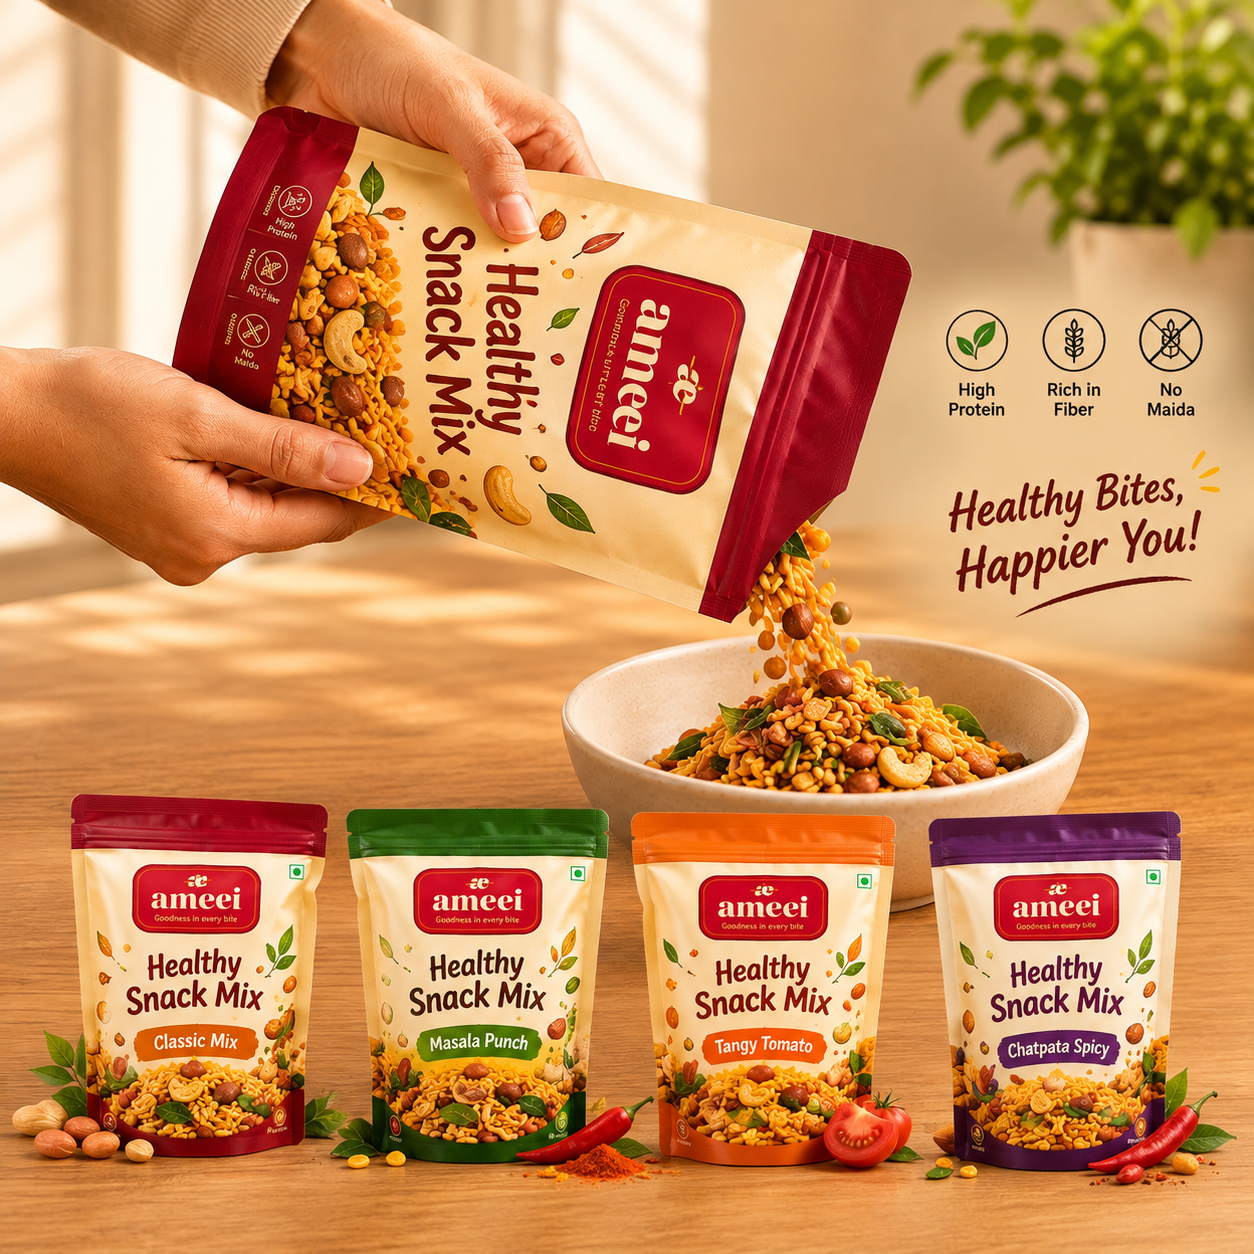 High
Protein
No
Maida
Healthy
Snack Mix
æ
ameei
High
Protein
Rich in
Fiber
No
Maida
Healthy Bites,
Happier You!
æ
ameei
Goodness in every bite
Healthy
Snack Mix
Classic Mix
æ
ameei
Goodness in every bite
Healthy
Snack Mix
Masala Punch
æ
ameei
Goodness in every bite
Healthy
Snack Mix
Tangy Tomato
æ
ameei
Goodness in every bite
Healthy
Snack Mix
Chatpata Spicy